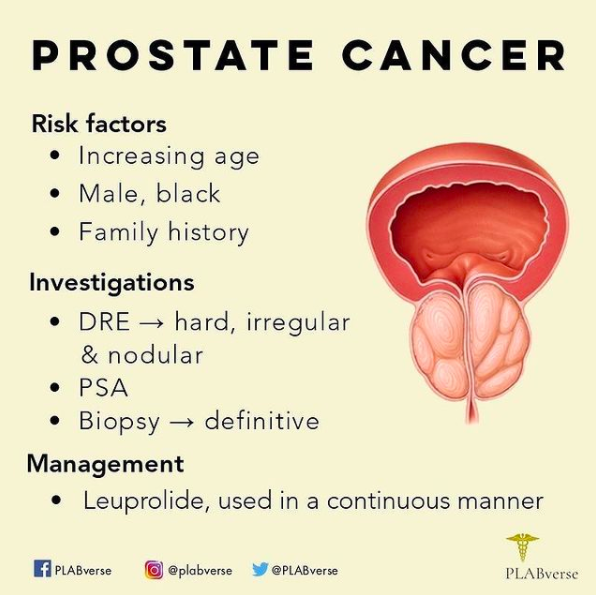 PROSTATE CANCER
Risk factors
• Increasing age
• Male, black
• Family history
Investigations
• DRE → hard, irregular
& nodular
• PSA
• Biopsy → definitive
Management
• Leuprolide, used in a continuous manner
PLABverse @plabverse @PLABverse
PLABverse